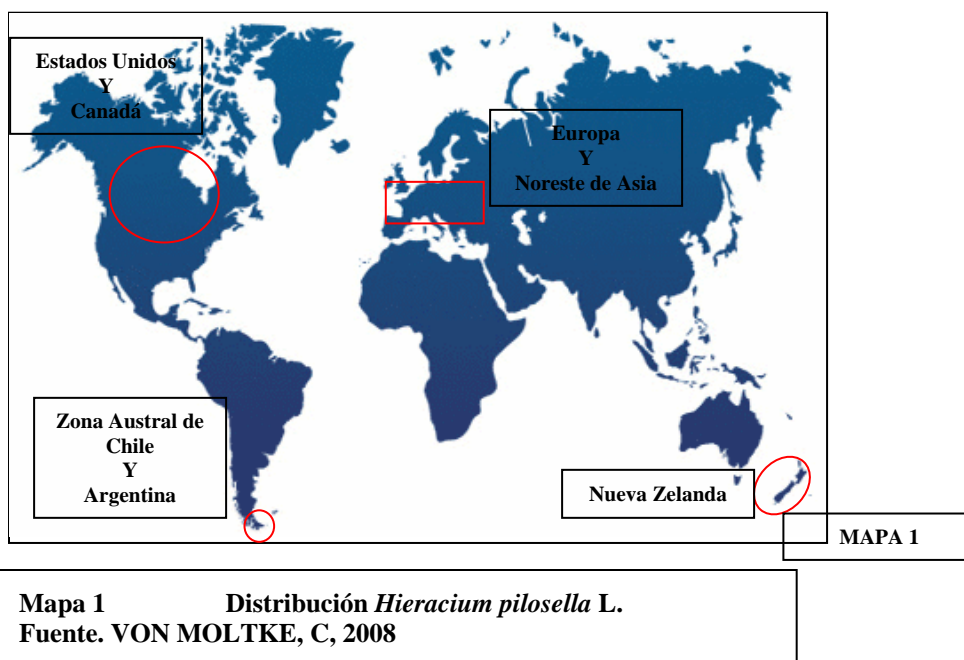 Estados Unidos
Y
Canadá
Europa
Y
Noreste de Asia
Zona Austral de
Chile
Y
Argentina
Nueva Zelanda
MAPA 1
Mapa 1 Distribución Hieracium pilosella L.
Fuente. VON MOLTKE, C, 2008